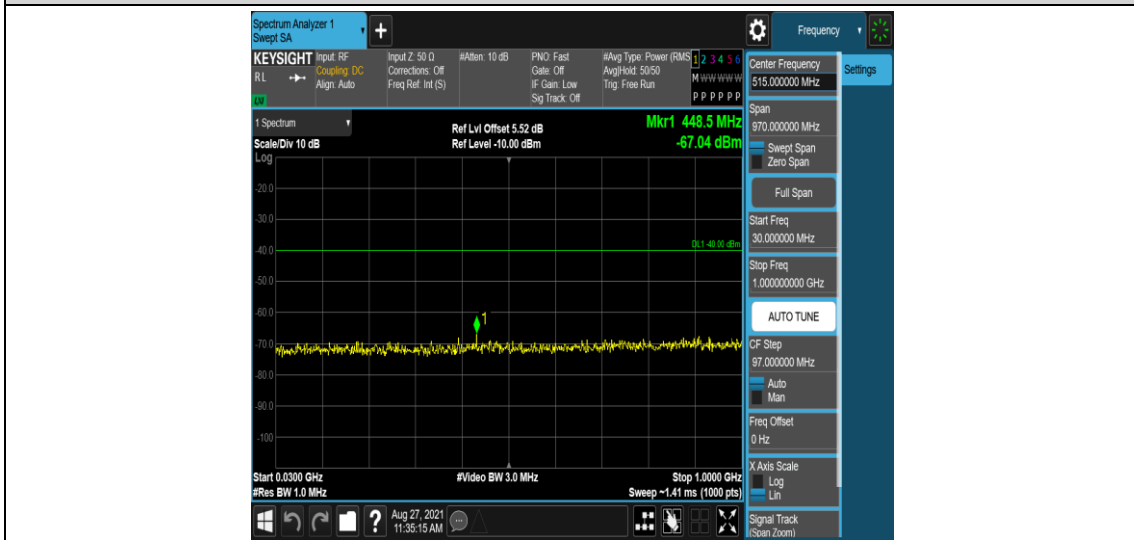 Spectrum Analyzer 1
Swept SA
+
Frequency
KEYSIGHT
RL
LXI
Input: RF
Coupling: DC
Align: Auto
Input Z: 50 Ω
Corrections: Off
Freq Ref: Int (S)
#Atten: 10 dB
PNO: Fast
Gate: Off
IF Gain: Low
Sig Track: Off
#Avg Type: Power (RMS
Avg|Hold: 50/50
Trig: Free Run
1 2 3 4 5 6
M W W W W W
P P P P P P
1 Spectrum
Scale/Div 10 dB
Log
Ref Lvl Offset 5.52 dB
Ref Level -10.00 dBm
Mkr1 448.5 MHz
-67.04 dBm
-20.0
-30.0
-40.0
DL1 -40.00 dBm
-50.0
-60.0
1
-70.0
-80.0
-90.0
-100
Start 0.0300 GHz
#Res BW 1.0 MHz
#Video BW 3.0 MHz
Stop 1.0000 GHz
Sweep ~1.41 ms (1000 pts)
?
Aug 27, 2021
11:35:15 AM
Settings
Center Frequency
515.000000 MHz
Span
970.000000 MHz
Swept Span
Zero Span
Full Span
Start Freq
30.000000 MHz
Stop Freq
1.000000000 GHz
AUTO TUNE
CF Step
97.000000 MHz
Auto
Man
Freq Offset
0 Hz
X Axis Scale
Log
Lin
Signal Track
(Span Zoom)